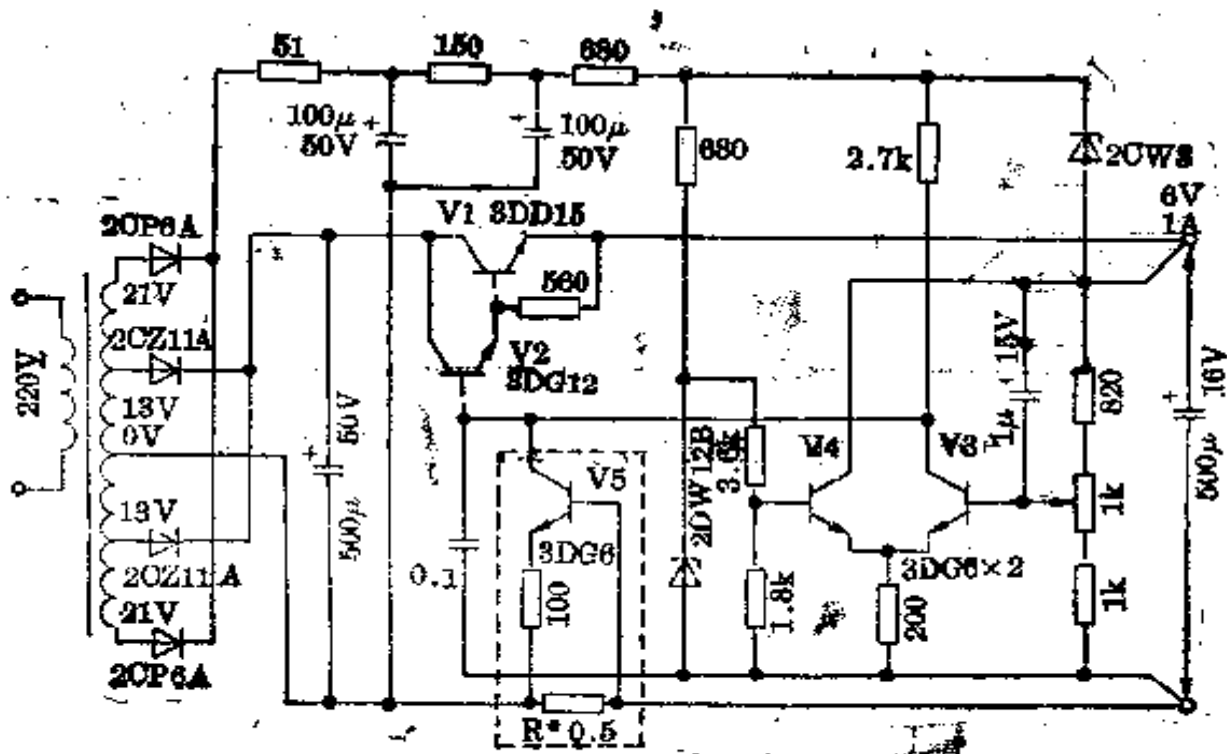 51
150
680
100μ
50V
+
+
100μ
50V
680
2.7k
2CW8
6V
1A
V1 3DD15
2CP6A
21V
560
2CZ11A
V2
3DG12
220V
13V
0V
+
50V
500μ
V5
3DG6
100
0.1
2DW12B
V4
V3
+
15V
1μ
820
1k
1k
+
16V
500μ
13V
2CZ11A
21V
2CP6A
1.8k
200
3DG6×2
R* 0.5